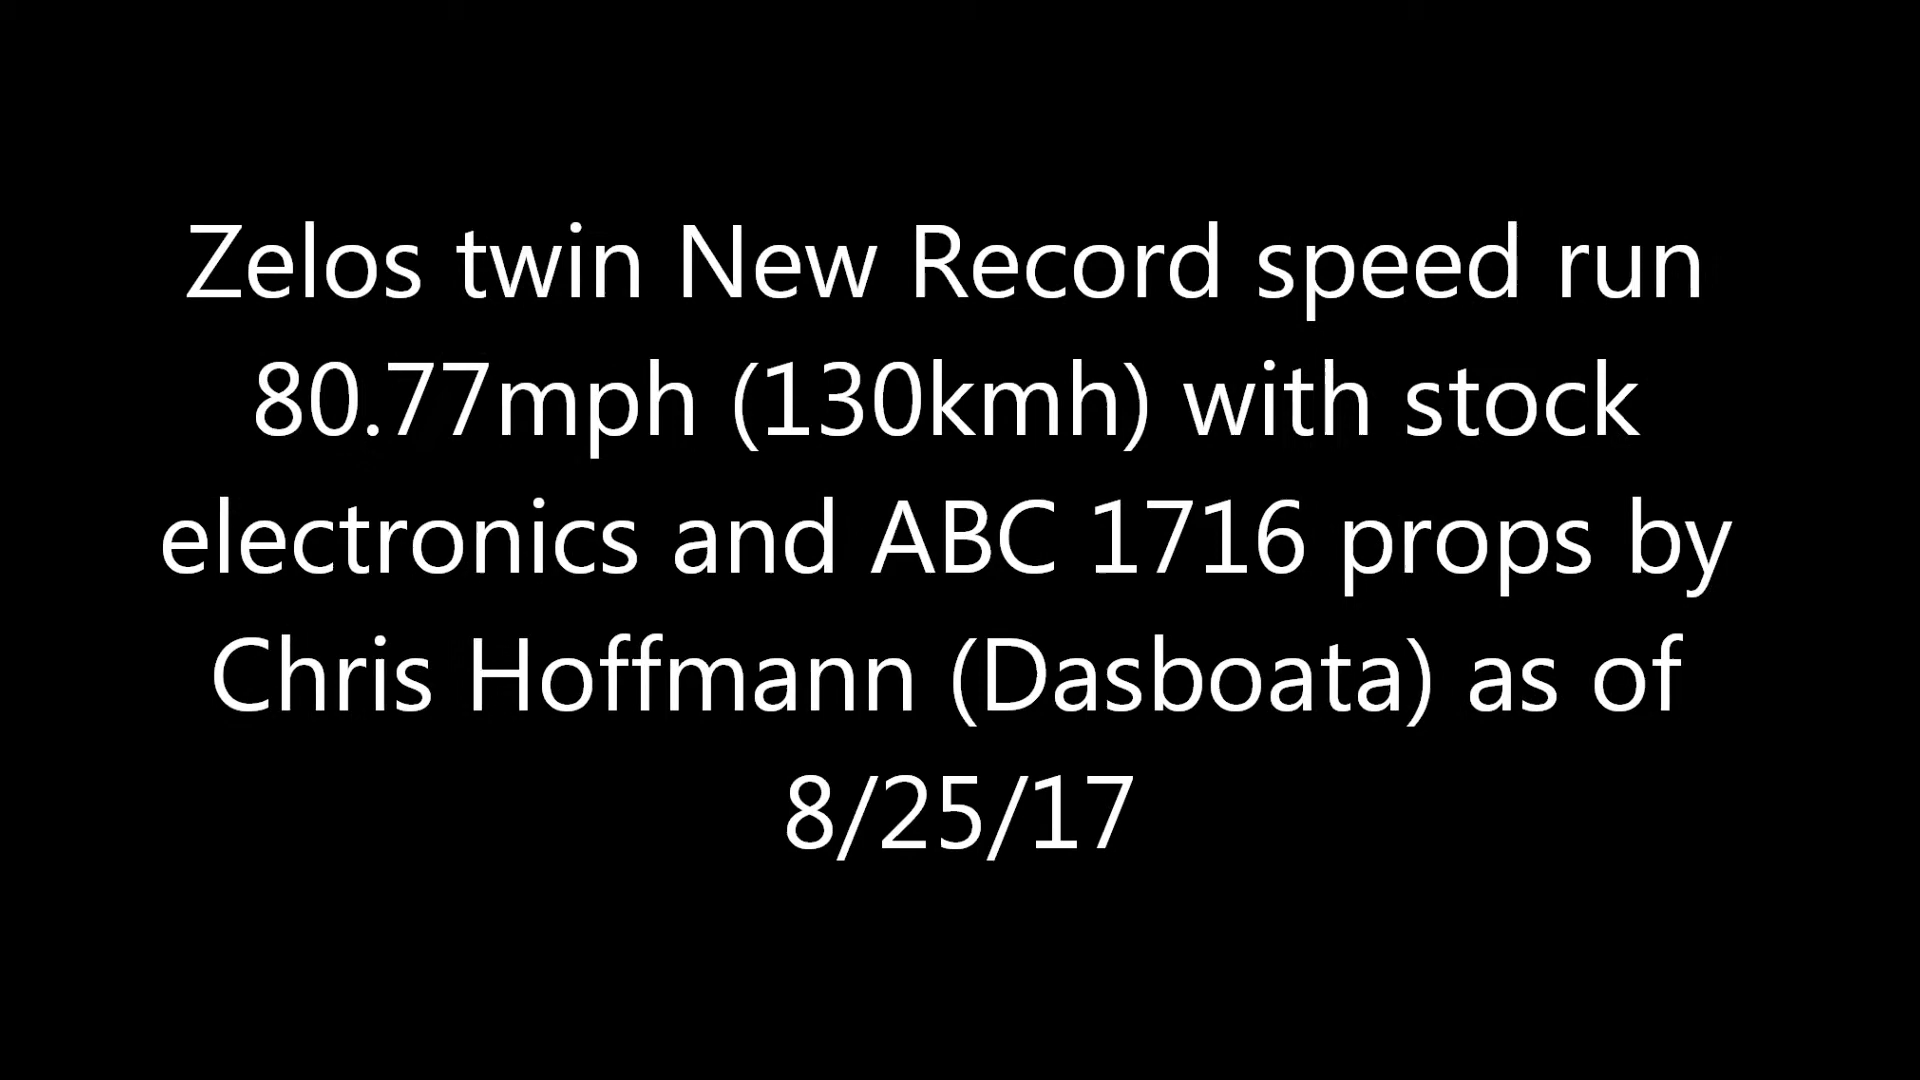 Zelos twin New Record speed run
80.77mph (130kmh) with stock
electronics and ABC 1716 props by
Chris Hoffmann (Dasboata) as of
8/25/17